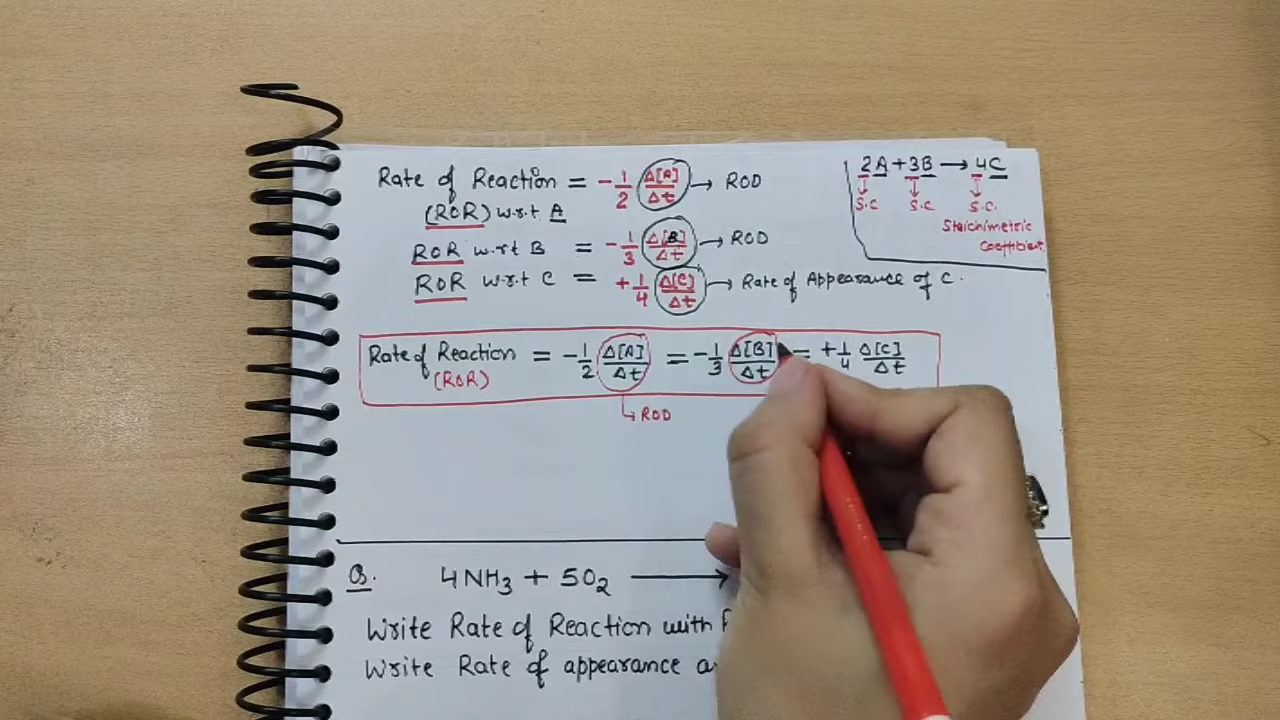 Rate of Reaction = -1/2 Δ[A]/Δt → ROD
(ROR) w.r.t A
ROR w.r.t B = -1/3 Δ[B]/Δt → ROD
ROR w.r.t C = +1/4 Δ[C]/Δt → Rate of Appearance of C.
2A + 3B → 4C
S.C S.C S.C.
Stoichimetric
Coefficient
Rate of Reaction = -1/2 Δ[A]/Δt = -1/3 Δ[B]/Δt = +1/4 Δ[C]/Δt
(ROR)
ROD
Q. 4NH3 + 5O2 →
Write Rate of Reaction with
Write Rate of appearance